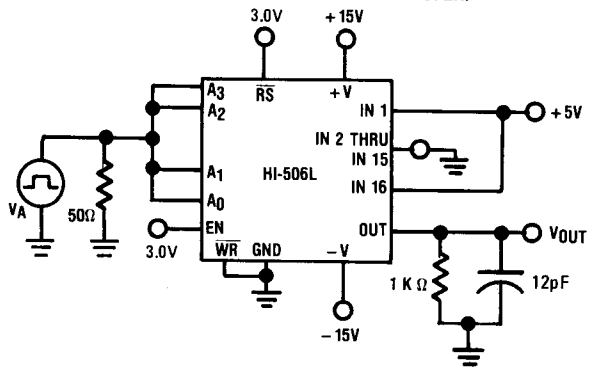 3.0V
+15V
A3
RS
+V
A2
IN 1
+5V
IN 2 THRU
IN 15
A1
HI-506L
IN 16
VA
50Ω
A0
EN
OUT
VOUT
3.0V
WR
GND
-V
1 KΩ
12pF
-15V